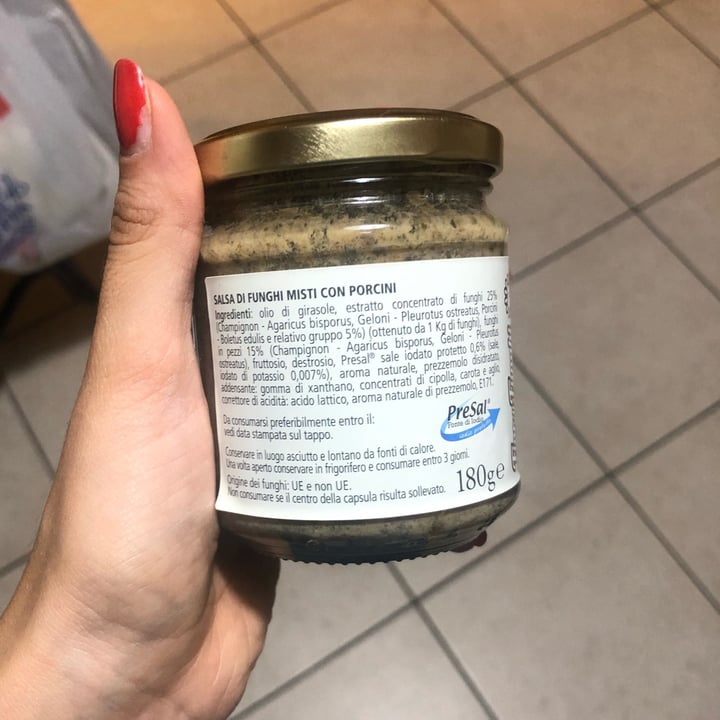 SALSA DI FUNGHI MISTI CON PORCINI
Ingredienti: olio di girasole, estratto concentrato di funghi 25%
(Champignon - Agaricus bisporus, Geloni - Pleurotus ostreatus, Porcini
- Boletus edulis e relativo gruppo 5%) (ottenuto da 1 Kg di funghi), funghi
in pezzi 15% (Champignon - Agaricus bisporus, Geloni - Pleurotus
ostreatus), fruttosio, destrosio, Presal® sale iodato protetto 0,6% (sale,
iodato di potassio 0,007%), aroma naturale, prezzemolo disidratato,
addensante: gomma di xanthano, concentrati di cipolla, carota e aglio,
correttore di acidità: acido lattico, aroma naturale di prezzemolo, E171.
Da consumarsi preferibilmente entro il:
vedi data stampata sul tappo.
PreSal®
Fonte di Iodio
Conservare in luogo asciutto e lontano da fonti di calore.
Una volta aperto conservare in frigorifero e consumare entro 3 giorni.
Origine dei funghi: UE e non UE.
Non consumare se il centro della capsula risulta sollevato.
180g e